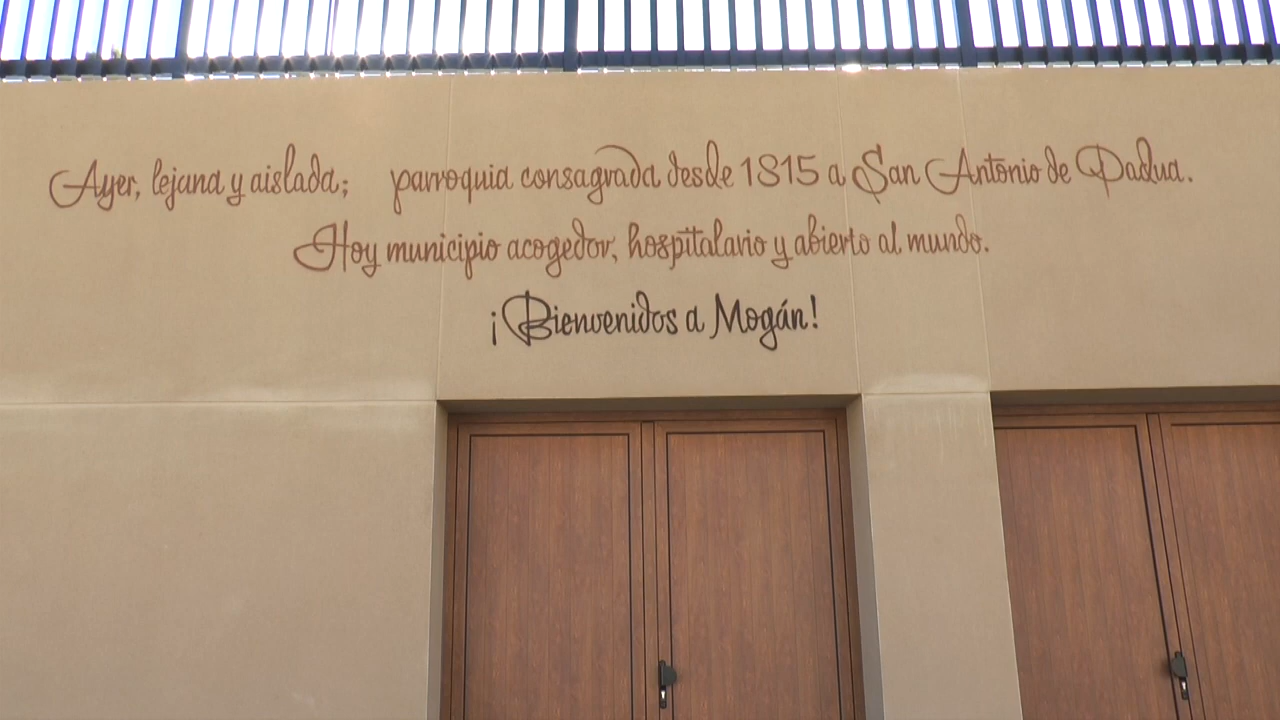 Ayer, lejana y aislada; parroquia consagrada desde 1815 a San Antonio de Padua.
Hoy municipio acogedor, hospitalario y abierto al mundo.
¡Bienvenidos a Mogán!